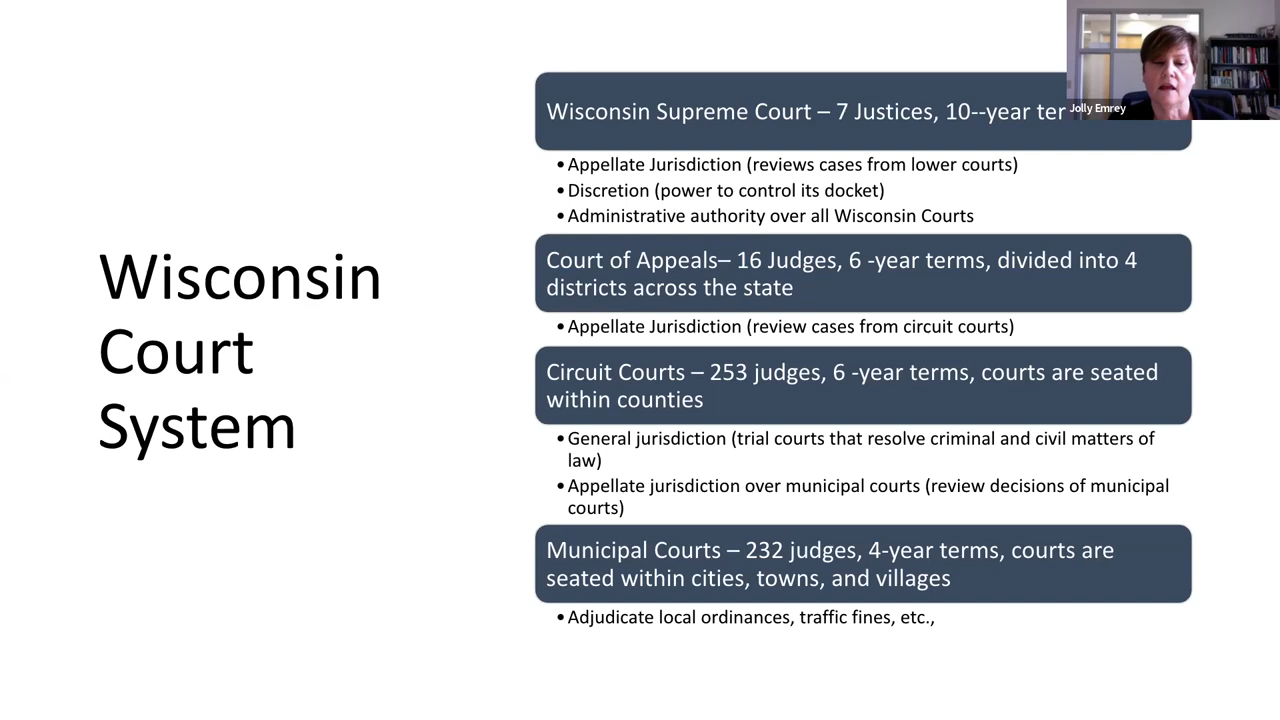 Wisconsin
Court
System
Wisconsin Supreme Court – 7 Justices, 10--year ter
•Appellate Jurisdiction (reviews cases from lower courts)
•Discretion (power to control its docket)
•Administrative authority over all Wisconsin Courts
Court of Appeals– 16 Judges, 6 -year terms, divided into 4
districts across the state
•Appellate Jurisdiction (review cases from circuit courts)
Circuit Courts – 253 judges, 6 -year terms, courts are seated
within counties
•General jurisdiction (trial courts that resolve criminal and civil matters of
law)
•Appellate jurisdiction over municipal courts (review decisions of municipal
courts)
Municipal Courts – 232 judges, 4-year terms, courts are
seated within cities, towns, and villages
•Adjudicate local ordinances, traffic fines, etc.,
Jolly Emrey